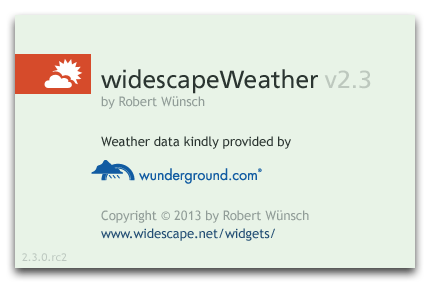 widescapeWeather v2.3
by Robert Wünsch
Weather data kindly provided by
wunderground.com®
Copyright © 2013 by Robert Wünsch
www.widescape.net/widgets/
2.3.0.rc2